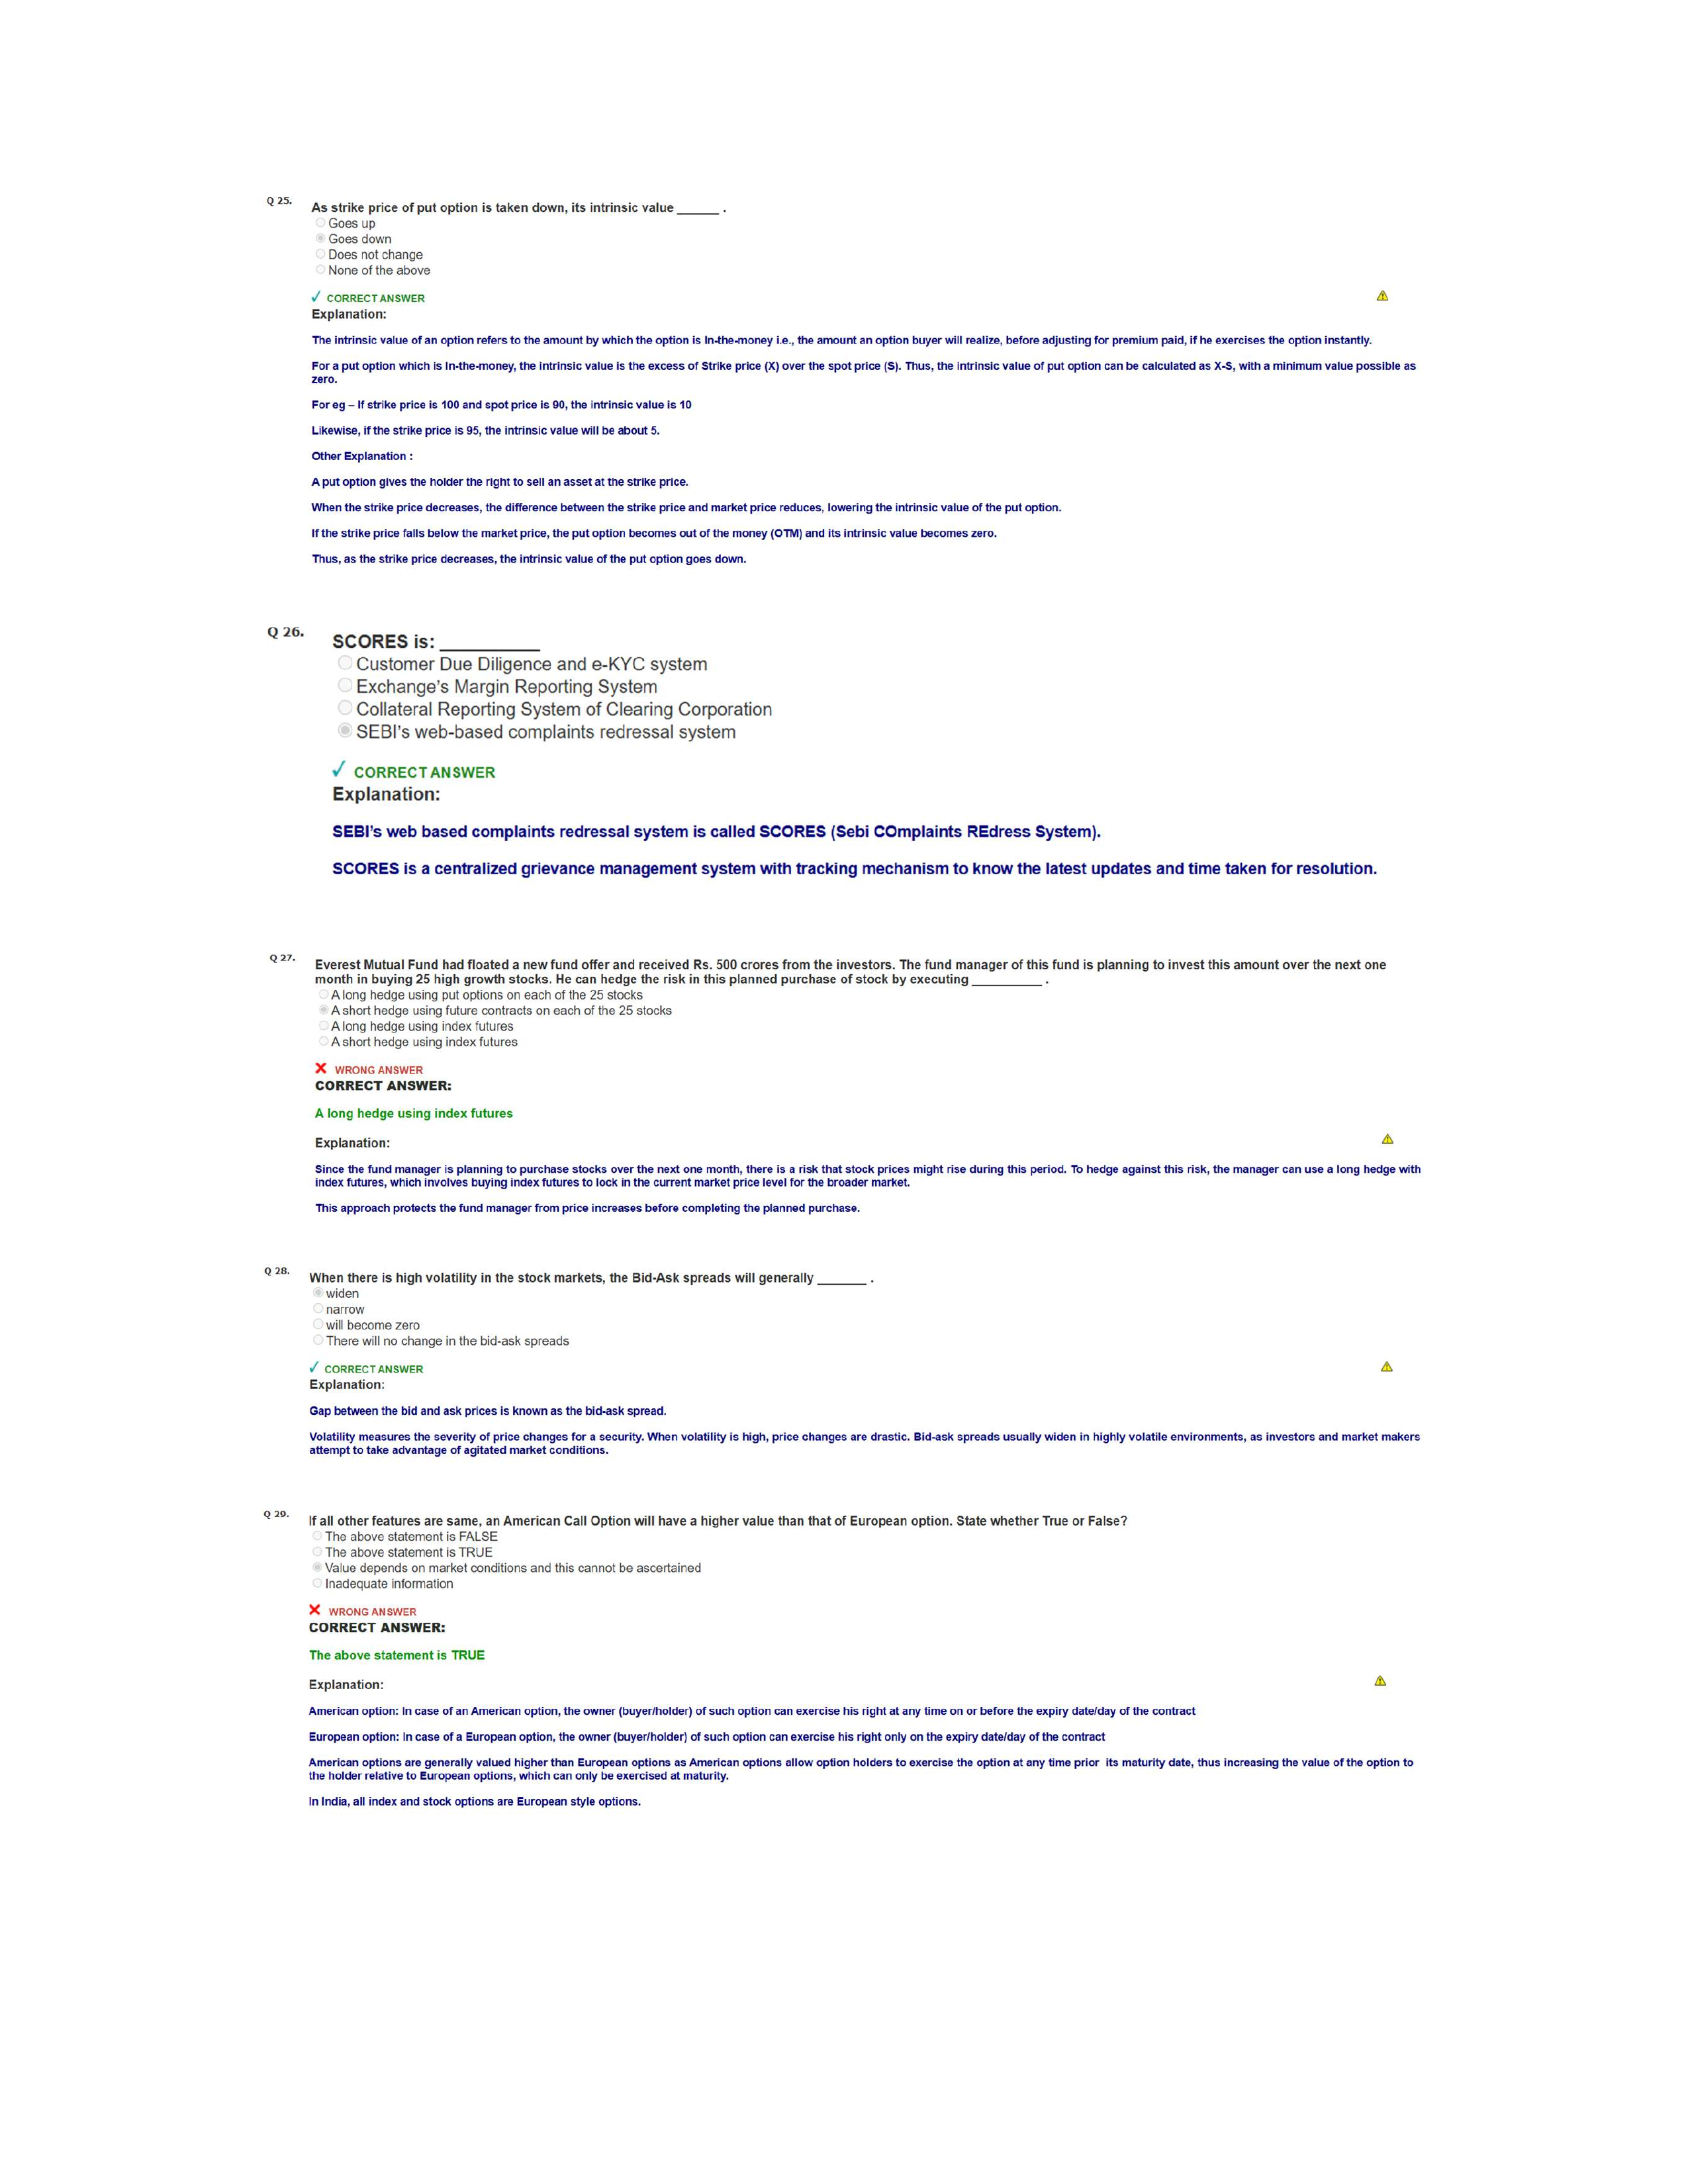 Q 25.
As strike price of put option is taken down, its intrinsic value ______ .
Goes up
Goes down
Does not change
None of the above
CORRECT ANSWER
Explanation:
The intrinsic value of an option refers to the amount by which the option is In-the-money i.e., the amount an option buyer will realize, before adjusting for premium paid, if he exercises the option instantly.
For a put option which is In-the-money, the intrinsic value is the excess of Strike price (X) over the spot price (S). Thus, the intrinsic value of put option can be calculated as X-S, with a minimum value possible as
zero.
For eg – If strike price is 100 and spot price is 90, the intrinsic value is 10
Likewise, if the strike price is 95, the intrinsic value will be about 5.
Other Explanation :
A put option gives the holder the right to sell an asset at the strike price.
When the strike price decreases, the difference between the strike price and market price reduces, lowering the intrinsic value of the put option.
If the strike price falls below the market price, the put option becomes out of the money (OTM) and its intrinsic value becomes zero.
Thus, as the strike price decreases, the intrinsic value of the put option goes down.
Q 26.
SCORES is: __________
Customer Due Diligence and e-KYC system
Exchange's Margin Reporting System
Collateral Reporting System of Clearing Corporation
SEBI's web-based complaints redressal system
CORRECT ANSWER
Explanation:
SEBI's web based complaints redressal system is called SCORES (Sebi COmplaints REdress System).
SCORES is a centralized grievance management system with tracking mechanism to know the latest updates and time taken for resolution.
Q 27.
Everest Mutual Fund had floated a new fund offer and received Rs. 500 crores from the investors. The fund manager of this fund is planning to invest this amount over the next one
month in buying 25 high growth stocks. He can hedge the risk in this planned purchase of stock by executing __________ .
A long hedge using put options on each of the 25 stocks
A short hedge using future contracts on each of the 25 stocks
A long hedge using index futures
A short hedge using index futures
WRONG ANSWER
CORRECT ANSWER:
A long hedge using index futures
Explanation:
Since the fund manager is planning to purchase stocks over the next one month, there is a risk that stock prices might rise during this period. To hedge against this risk, the manager can use a long hedge with
index futures, which involves buying index futures to lock in the current market price level for the broader market.
This approach protects the fund manager from price increases before completing the planned purchase.
Q 28.
When there is high volatility in the stock markets, the Bid-Ask spreads will generally _______ .
widen
narrow
will become zero
There will no change in the bid-ask spreads
CORRECT ANSWER
Explanation:
Gap between the bid and ask prices is known as the bid-ask spread.
Volatility measures the severity of price changes for a security. When volatility is high, price changes are drastic. Bid-ask spreads usually widen in highly volatile environments, as investors and market makers
attempt to take advantage of agitated market conditions.
Q 29.
If all other features are same, an American Call Option will have a higher value than that of European option. State whether True or False?
The above statement is FALSE
The above statement is TRUE
Value depends on market conditions and this cannot be ascertained
Inadequate information
WRONG ANSWER
CORRECT ANSWER:
The above statement is TRUE
Explanation:
American option: In case of an American option, the owner (buyer/holder) of such option can exercise his right at any time on or before the expiry date/day of the contract
European option: In case of a European option, the owner (buyer/holder) of such option can exercise his right only on the expiry date/day of the contract
American options are generally valued higher than European options as American options allow option holders to exercise the option at any time prior its maturity date, thus increasing the value of the option to
the holder relative to European options, which can only be exercised at maturity.
In India, all index and stock options are European style options.